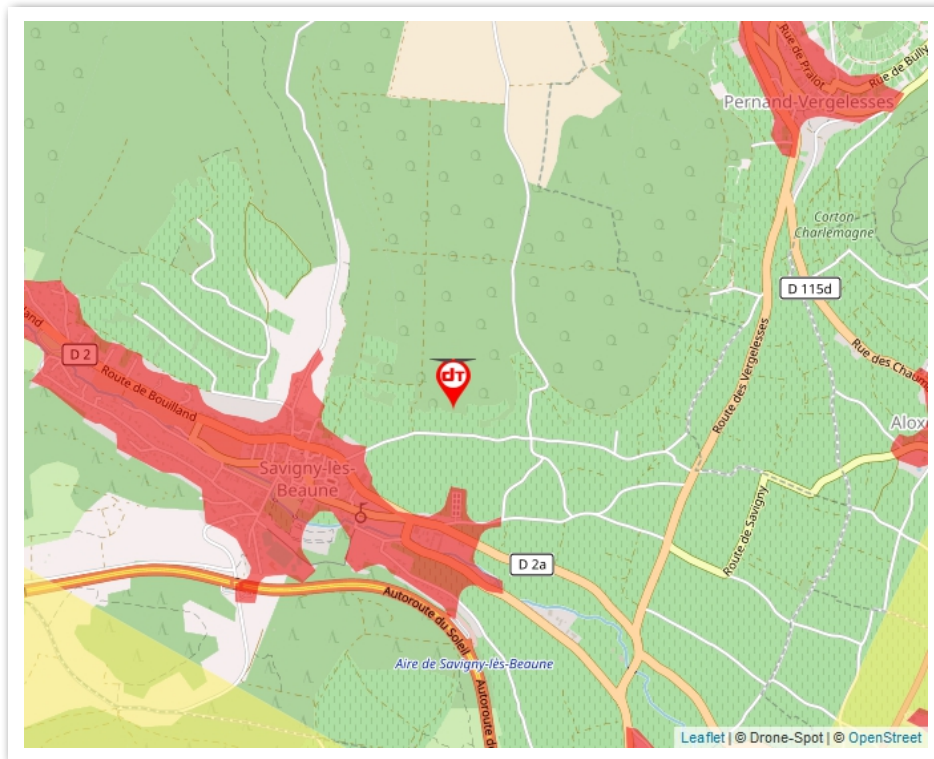 Rue de Pralot
Rue de Bully
Pernand-Vergelesses
Corton
Charlemagne
D 115d
Rue des Chaum
Route des Vergelesses
lland
D 2
Route de Bouilland
Alox
Savigny-lès-
Beaune
Route de Savigny
D 2a
Autoroute du Soleil
Aire de Savigny-lès-Beaune
Autoroute de
Leaflet | © Drone-Spot | © OpenStreet